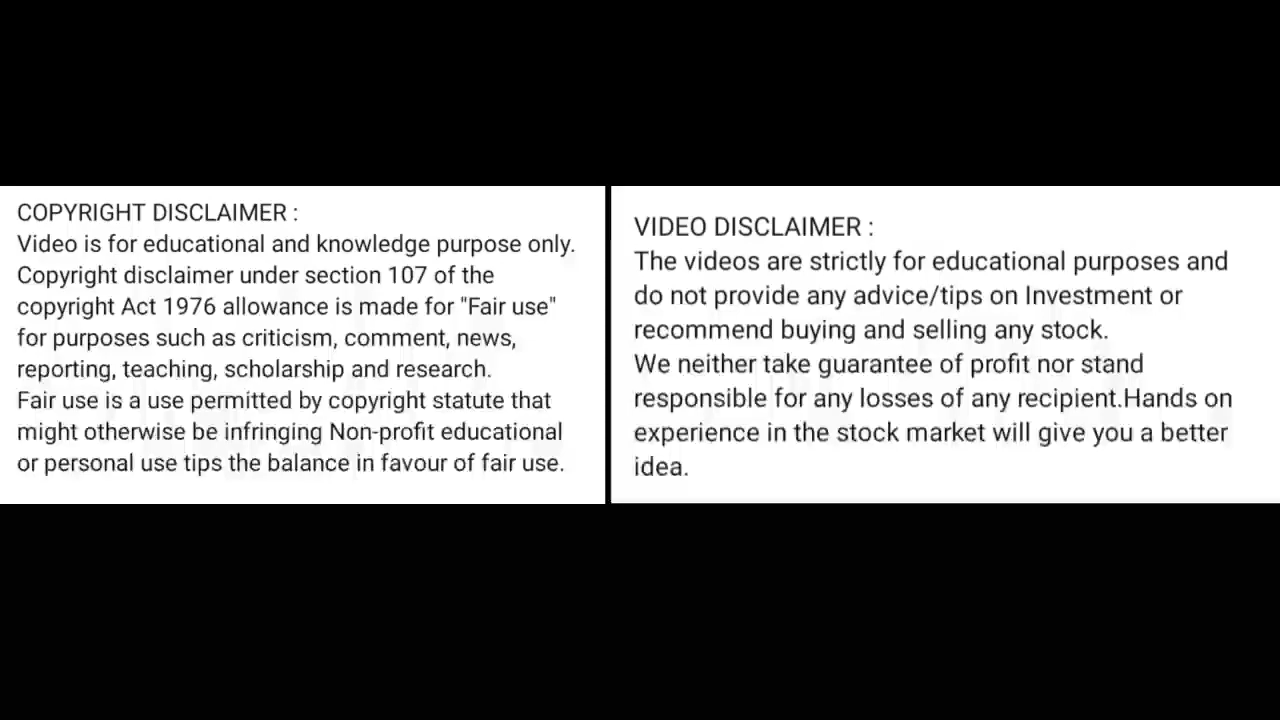 COPYRIGHT DISCLAIMER :
Video is for educational and knowledge purpose only.
Copyright disclaimer under section 107 of the
copyright Act 1976 allowance is made for "Fair use"
for purposes such as criticism, comment, news,
reporting, teaching, scholarship and research.
Fair use is a use permitted by copyright statute that
might otherwise be infringing Non-profit educational
or personal use tips the balance in favour of fair use.
VIDEO DISCLAIMER :
The videos are strictly for educational purposes and
do not provide any advice/tips on Investment or
recommend buying and selling any stock.
We neither take guarantee of profit nor stand
responsible for any losses of any recipient.Hands on
experience in the stock market will give you a better
idea.